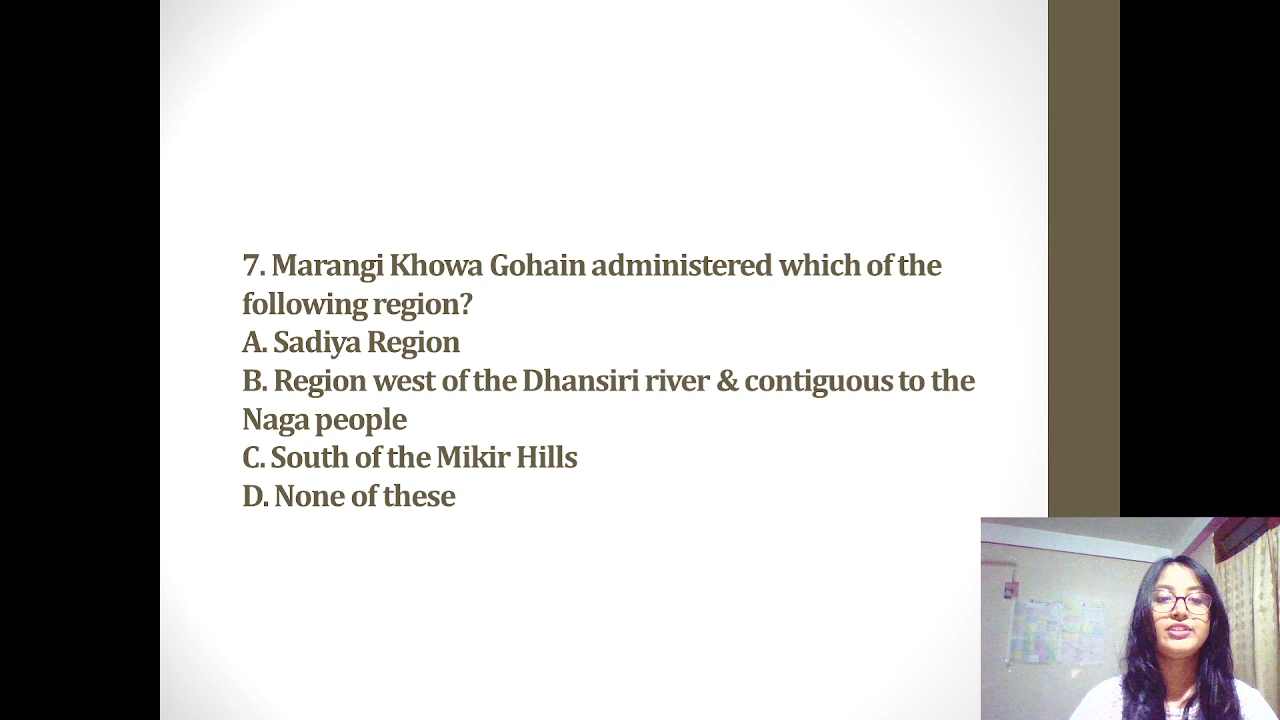 7. Marangi Khowa Gohain administered which of the
following region?
A. Sadiya Region
B. Region west of the Dhansiri river & contiguous to the
Naga people
C. South of the Mikir Hills
D. None of these